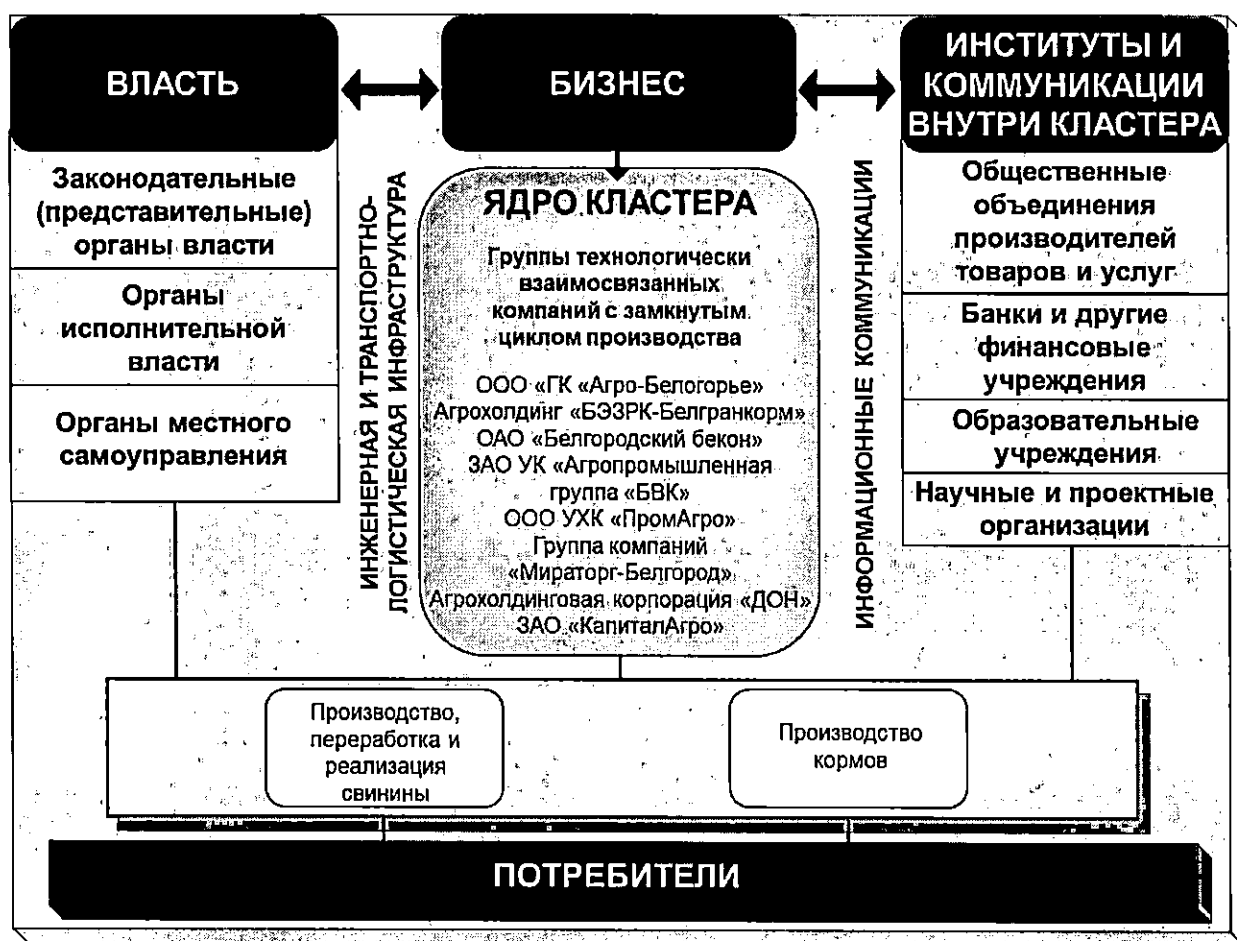 ВЛАСТЬ
Законодательные
(представительные)
органы власти
Органы
исполнительной
власти
Органы местного
самоуправления
ИНЖЕНЕРНАЯ И ТРАНСПОРТНО-
ЛОГИСТИЧЕСКАЯ ИНФРАСТРУКТУРА
БИЗНЕС
ЯДРО КЛАСТЕРА
Группы технологически
взаимосвязанных
компаний с замкнутым
циклом производства
ООО «ГК «Агро-Белогорье»
Агрохолдинг «БЭЗРК-Белгранкорм»
ОАО «Белгородский бекон»
ЗАО УК «Агропромышленная
группа «БВК»
ООО УХК «ПромАгро»
Группа компаний
«Мираторг-Белгород»
Агрохолдинговая корпорация «ДОН»
ЗАО «КапиталАгро»
ИНФОРМАЦИОННЫЕ КОММУНИКАЦИИ
ИНСТИТУТЫ И
КОММУНИКАЦИИ
ВНУТРИ КЛАСТЕРА
Общественные
объединения
производителей
товаров и услуг
Банки и другие
финансовые
учреждения
Образовательные
учреждения
Научные и проектные
организации
Производство,
переработка и
реализация
свинины
Производство
кормов
ПОТРЕБИТЕЛИ